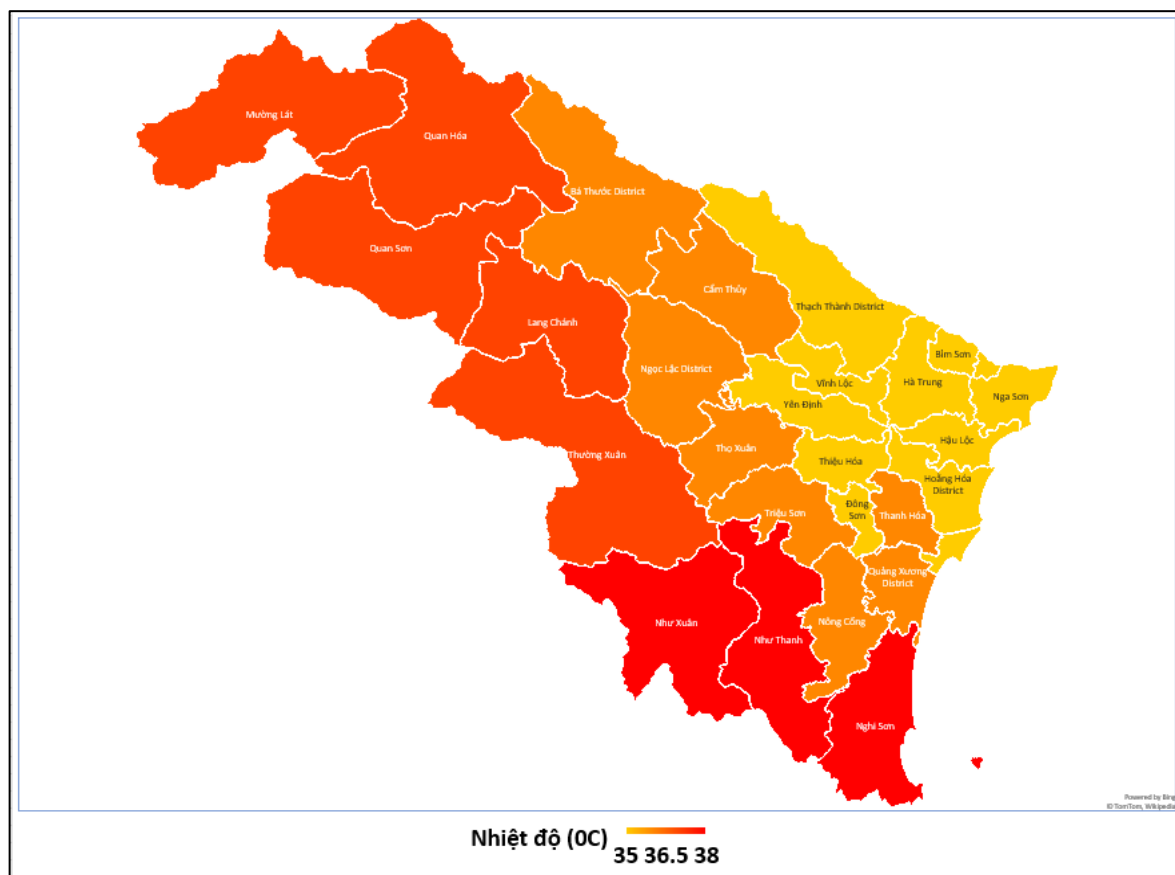 Mường Lát
Quan Hóa
Bá Thước District
Quan Sơn
Cẩm Thủy
Thạch Thành District
Lang Chánh
Bỉm Sơn
Ngọc Lặc District
Vĩnh Lộc
Hà Trung
Nga Sơn
Yên Định
Hậu Lộc
Thọ Xuân
Thường Xuân
Thiệu Hóa
Hoằng Hóa
District
Đông
Sơn
Triệu Sơn
Thanh Hóa
Quảng Xương
District
Như Xuân
Nông Cống
Như Thanh
Nghi Sơn
Powered by Bing
© TomTom, Wikipedia
Nhiệt độ (0C)
35 36.5 38